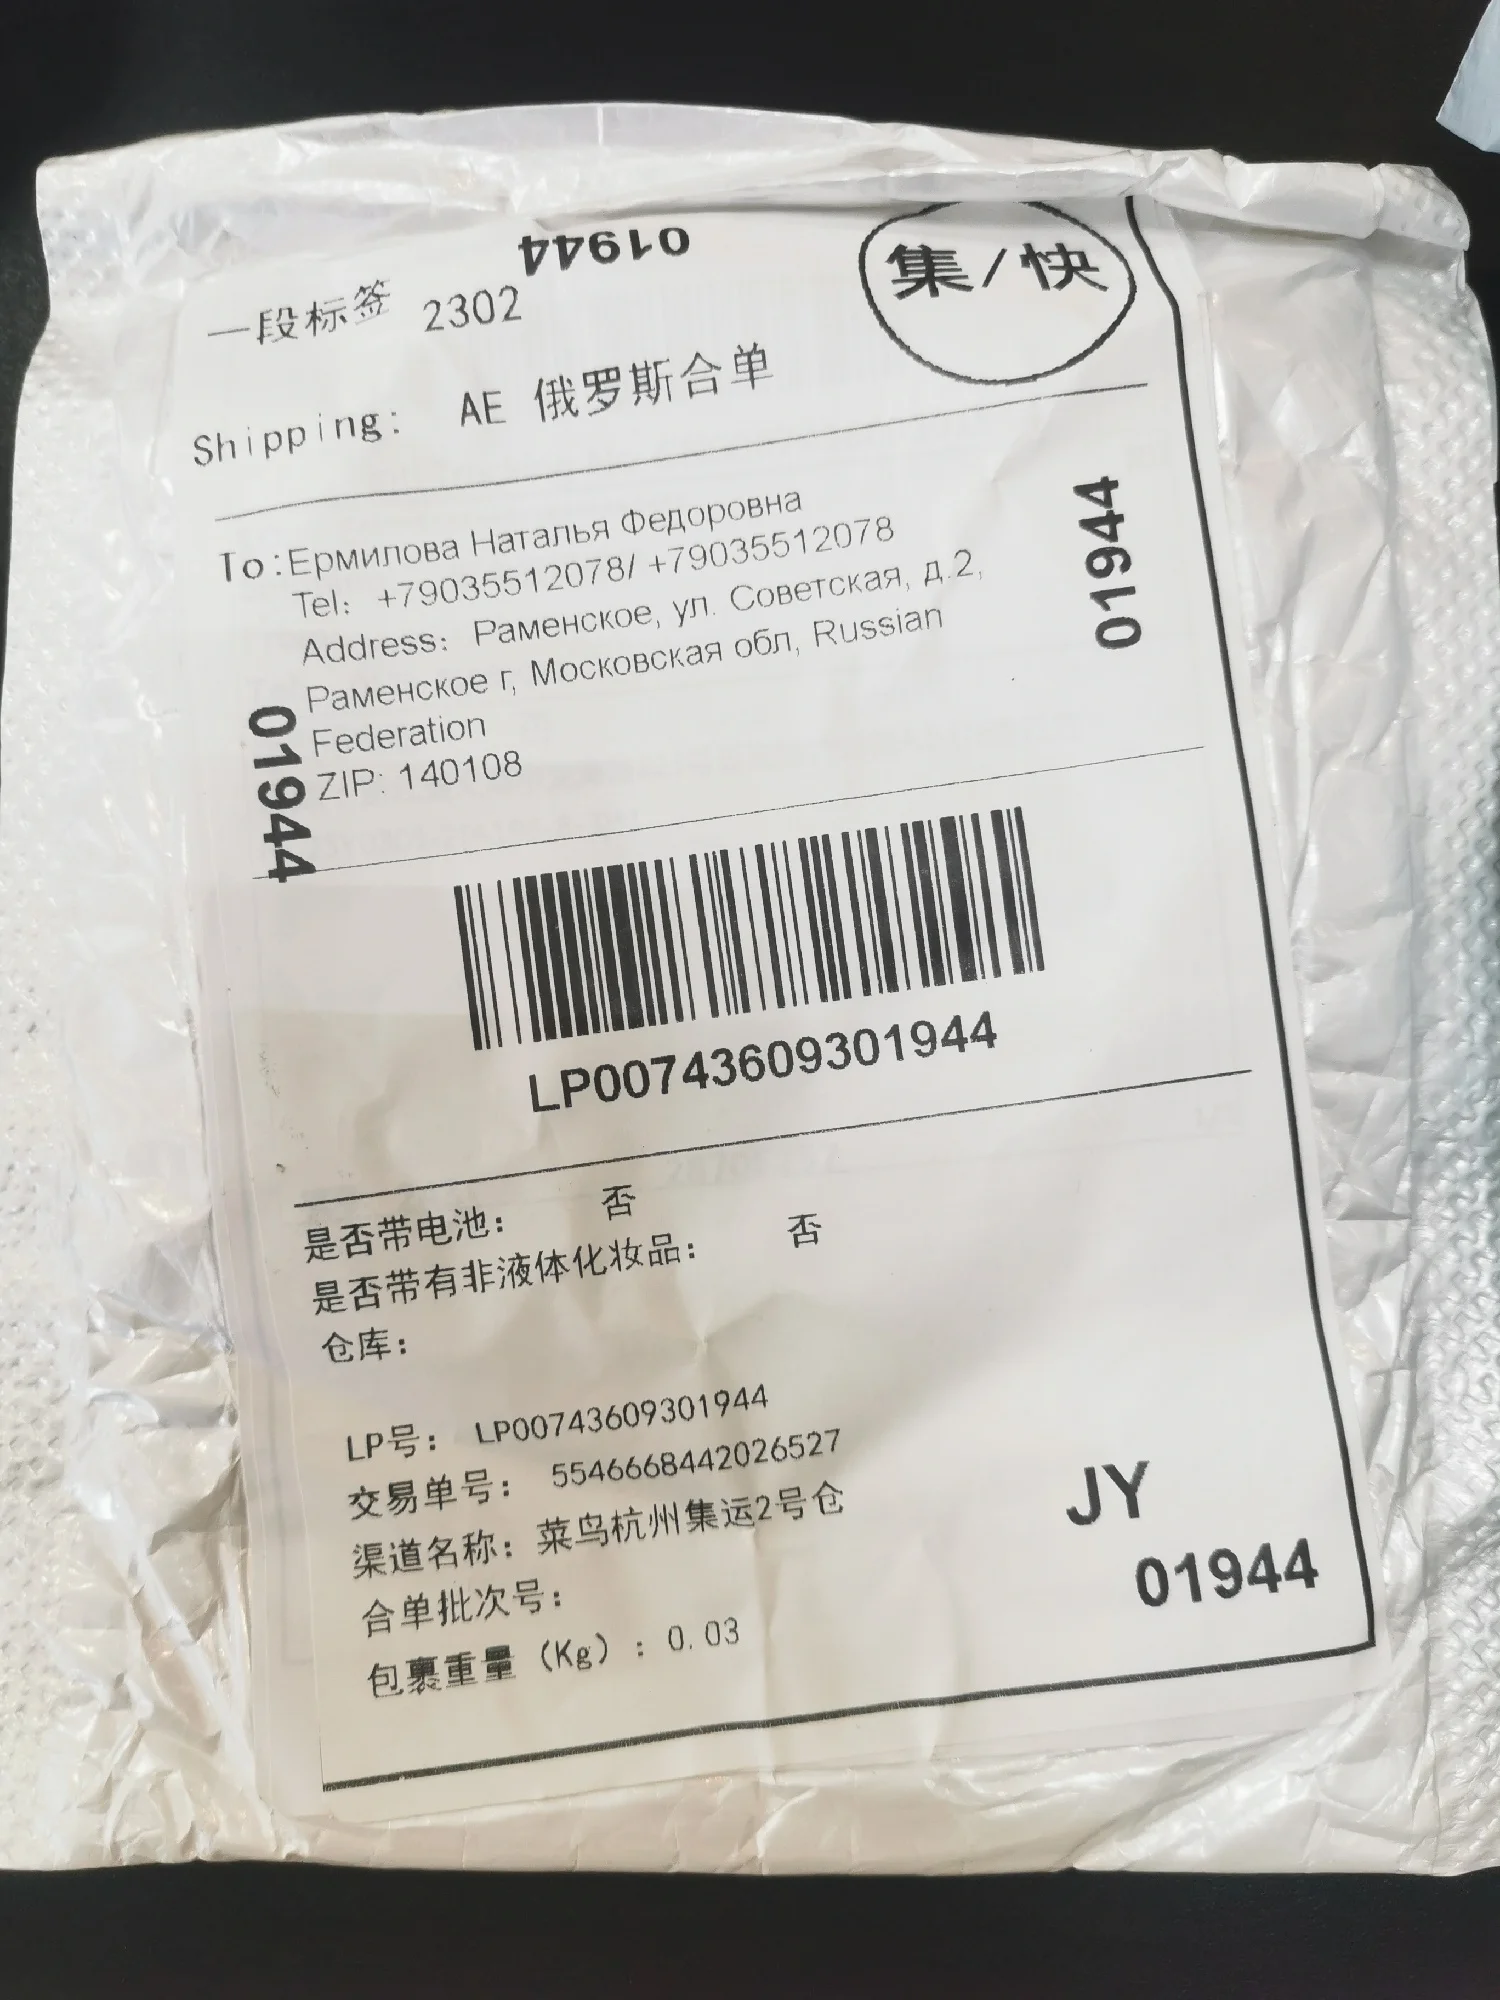 01944
集/快
一段标签 2302
Shipping: AE 俄罗斯合单
To:Ермилова Наталья Федоровна
Tel: +79035512078/ +79035512078
Address: Раменское, ул. Советская, д.2,
Раменское г, Московская обл, Russian
Federation
ZIP: 140108
01944
01944
LP00743609301944
是否带电池: 否
是否带有非液体化妆品: 否
仓库:
LP号: LP00743609301944
交易单号: 5546668442026527
渠道名称: 菜鸟杭州集运2号仓
合单批次号:
包裹重量 (Kg) : 0.03
JY
01944